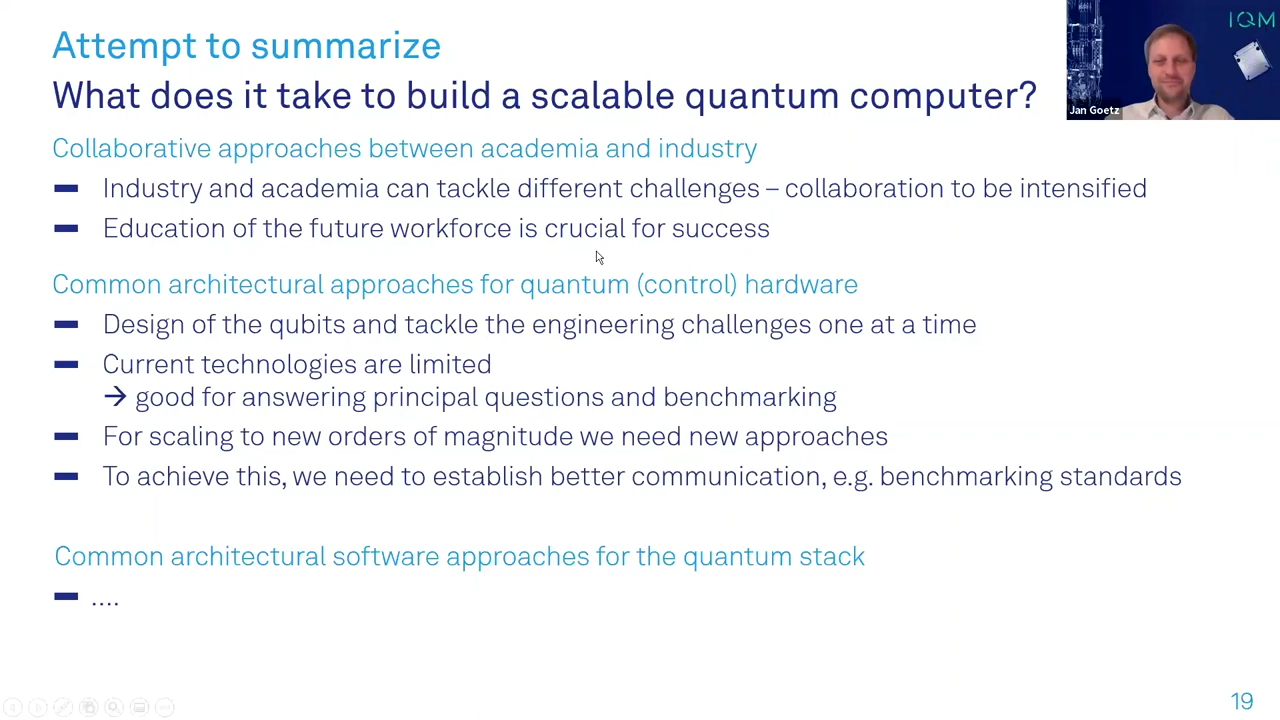 Attempt to summarize
IQM
What does it take to build a scalable quantum computer?
Jan Goetz
Collaborative approaches between academia and industry
Industry and academia can tackle different challenges – collaboration to be intensified
Education of the future workforce is crucial for success
Common architectural approaches for quantum (control) hardware
Design of the qubits and tackle the engineering challenges one at a time
Current technologies are limited
→ good for answering principal questions and benchmarking
For scaling to new orders of magnitude we need new approaches
To achieve this, we need to establish better communication, e.g. benchmarking standards
Common architectural software approaches for the quantum stack
....
19